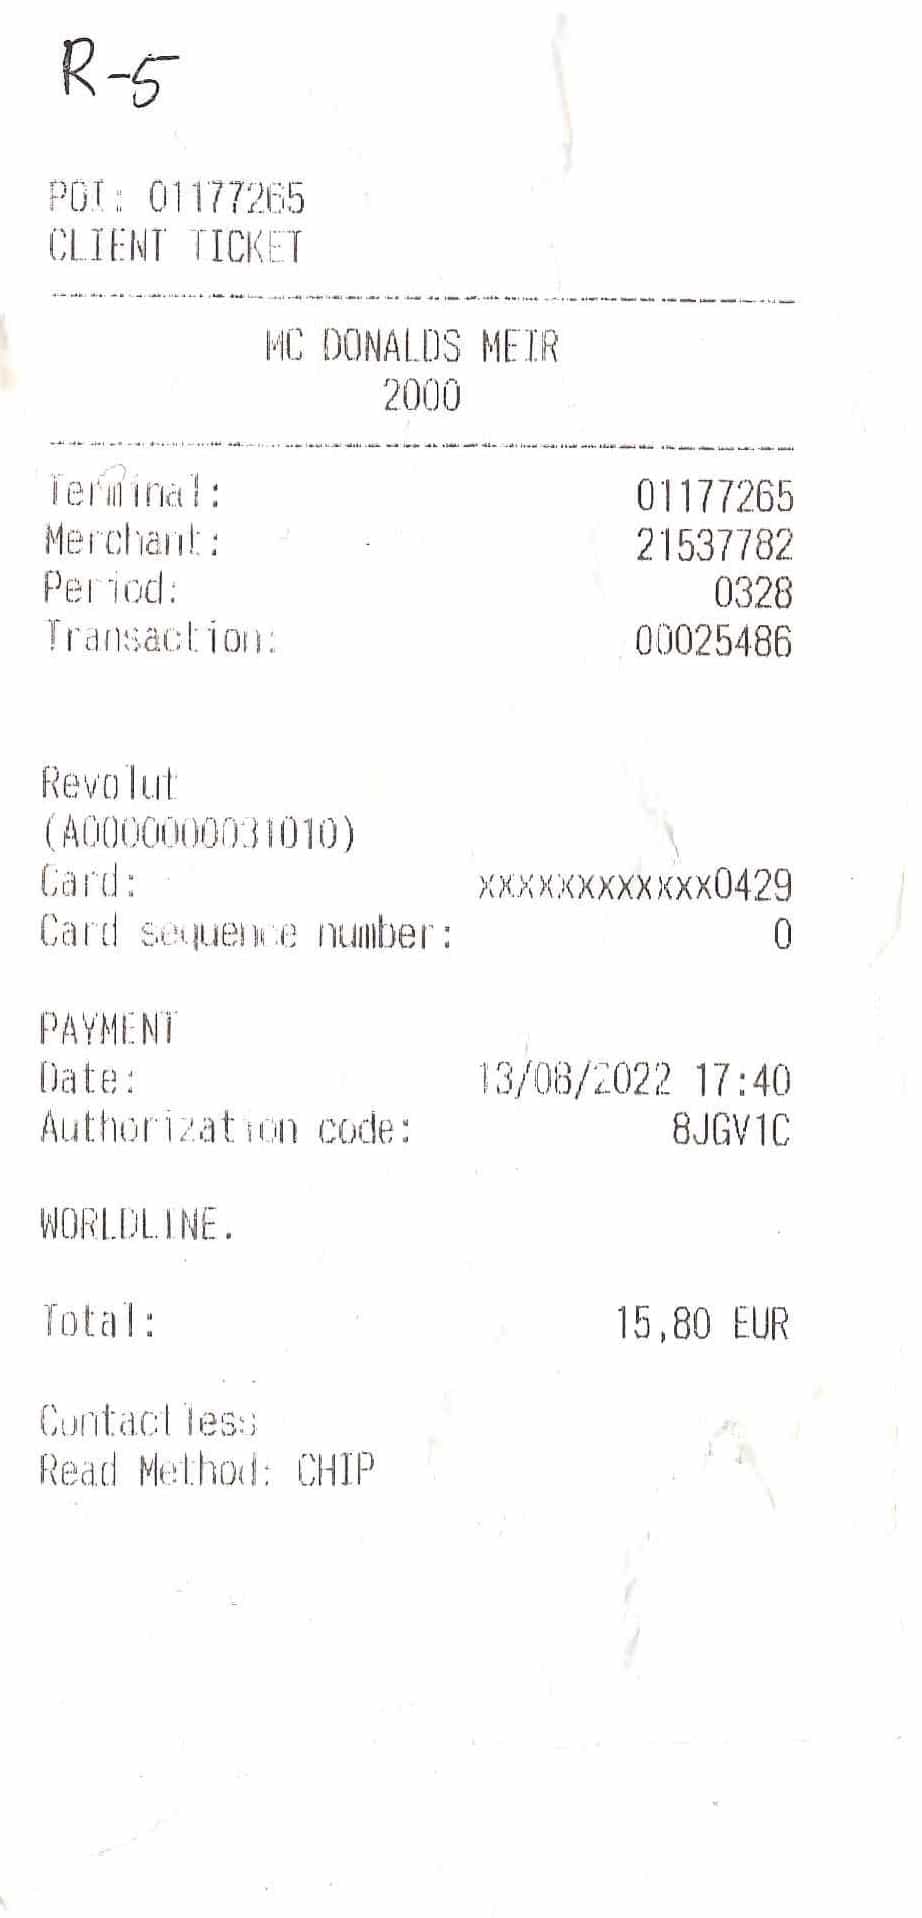 R-5
POI: 01177265
CLIENT TICKET
MC DONALDS MEIR
2000
Terminal: 01177265
Merchant: 21537782
Period: 0328
Transaction: 00025486
Revolut
(A0000000031010)
Card: xxxxxxxxxxxx0429
Card sequence number: 0
PAYMENT
Date: 13/08/2022 17:40
Authorization code: 8JGV1C
WORLDLINE.
Total: 15,80 EUR
Contactless
Read Method: CHIP